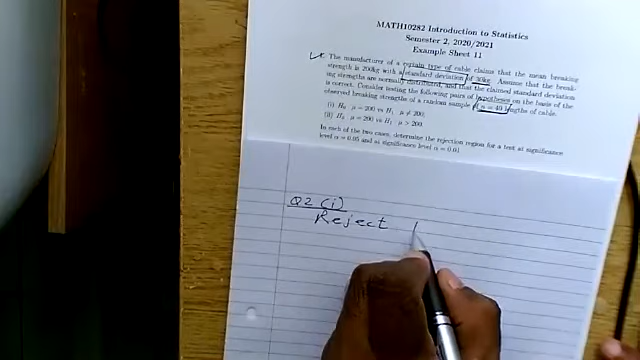 MATH10282 Introduction to Statistics
Semester 2, 2020/2021
Example Sheet 11
The manufacturer of a certain type of cable claims that the mean breaking
strength is 200kg with a standard deviation of 30kg. Assume that the break-
ing strengths are normally distributed, and that the claimed standard deviation
is correct. Consider testing the following pairs of hypotheses on the basis of the
observed breaking strengths of a random sample of n = 49 lengths of cable.
(i) H₀ μ = 200 vs H₁ μ ≠ 200
(ii) H₀ μ = 200 vs H₁ μ > 200.
In each of the two cases, determine the rejection region for a test at significance
level α = 0.05 and at significance level α = 0.01
Q2 (i)
Reject